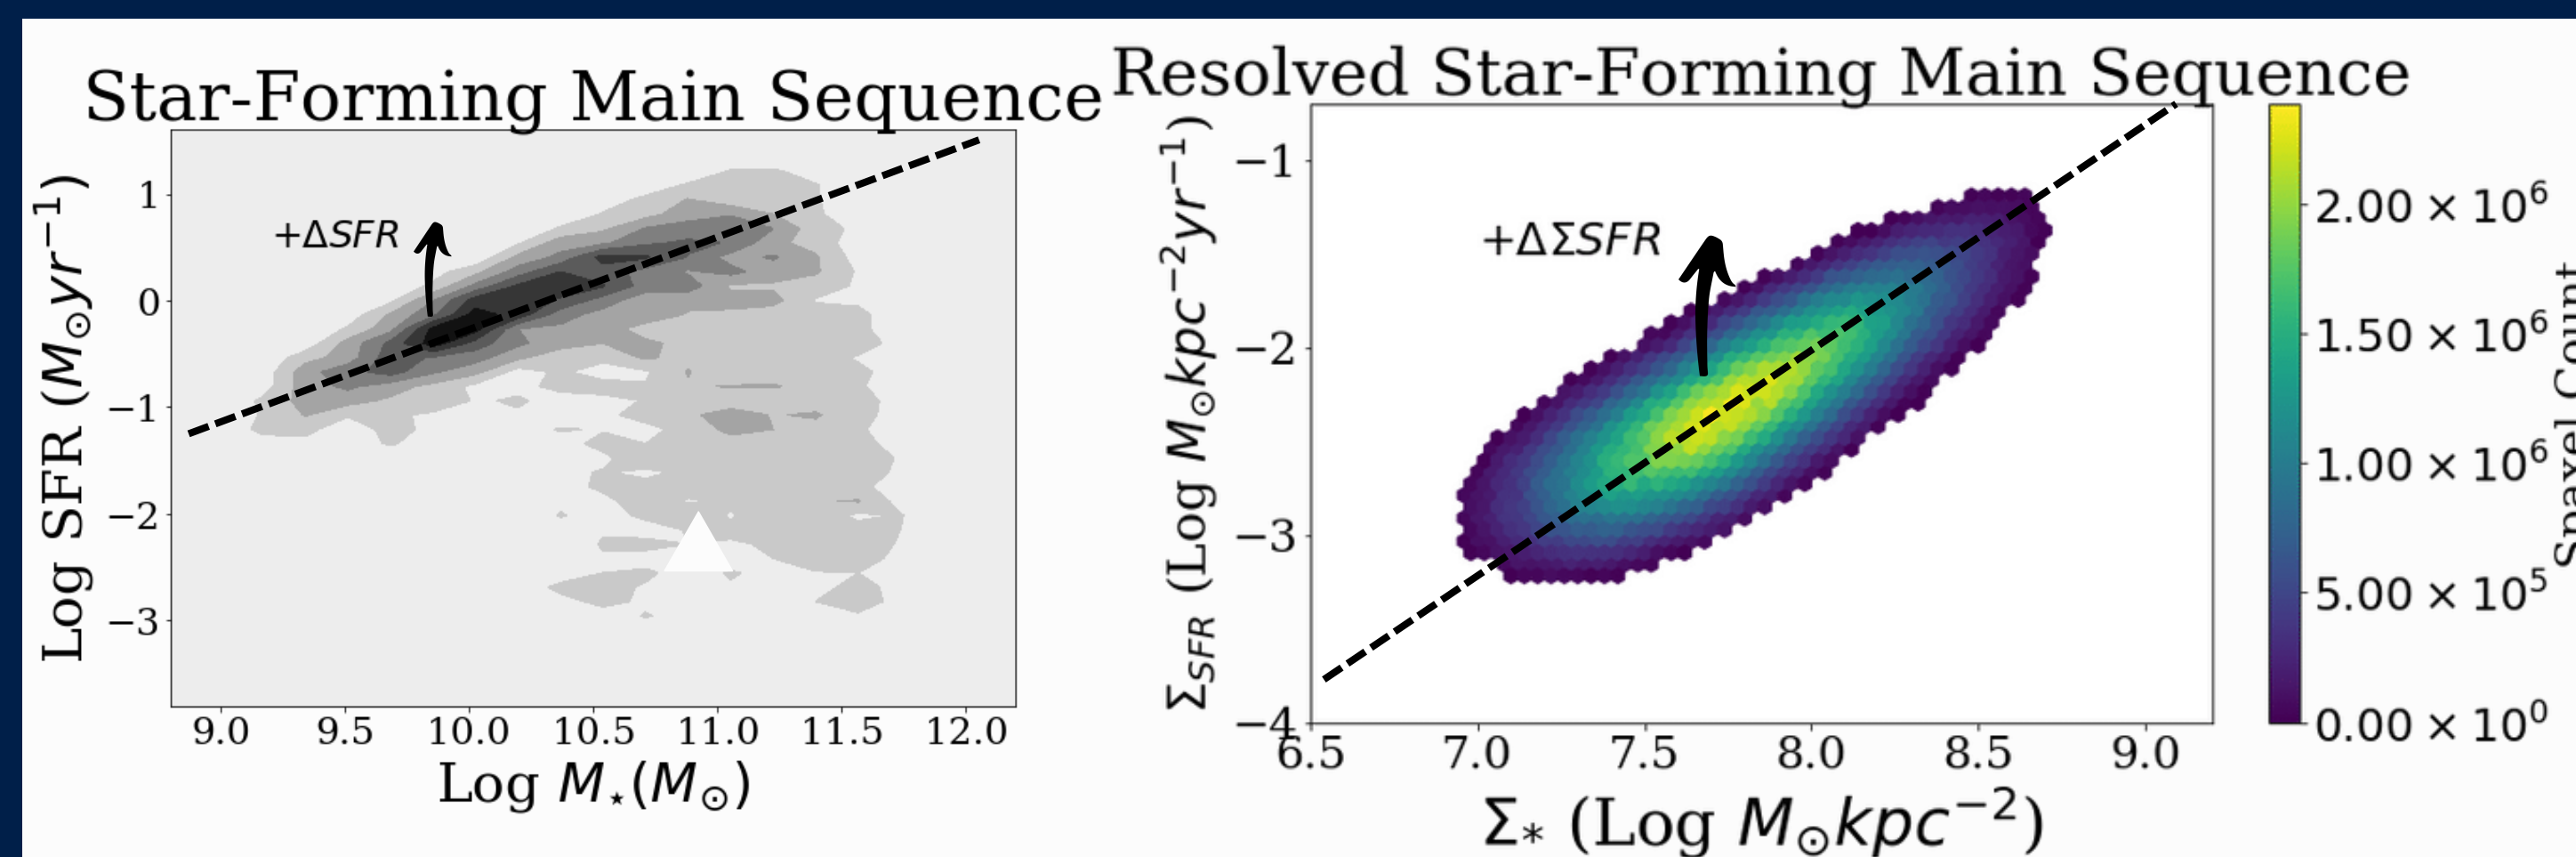 Star-Forming Main Sequence
Log SFR (M⊙yr⁻¹)
1
0
−1
−2
−3
+ΔSFR
9.0 9.5 10.0 10.5 11.0 11.5 12.0
Log M⋆(M⊙)
Resolved Star-Forming Main Sequence
Σ_SFR (Log M⊙kpc⁻²yr⁻¹)
−1
−2
−3
−4
+ΔΣSFR
6.5 7.0 7.5 8.0 8.5 9.0
Σ∗ (Log M⊙kpc⁻²)
2.00 × 10⁶
1.50 × 10⁶
1.00 × 10⁶
5.00 × 10⁵
0.00 × 10⁰
Spaxel Count